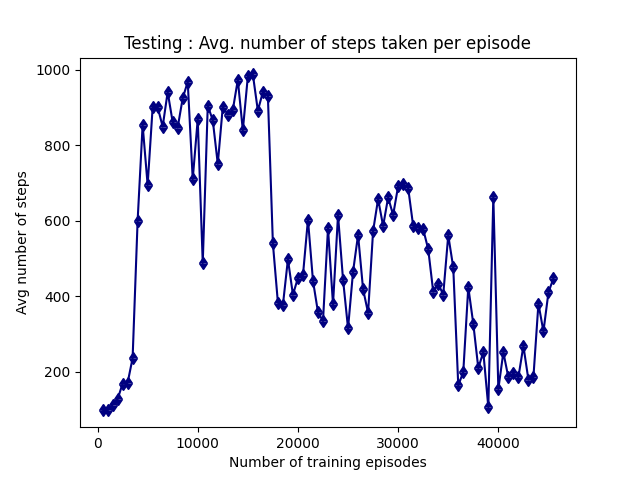 Testing : Avg. number of steps taken per episode
1000
800
600
400
200
Avg number of steps
0 10000 20000 30000 40000
Number of training episodes